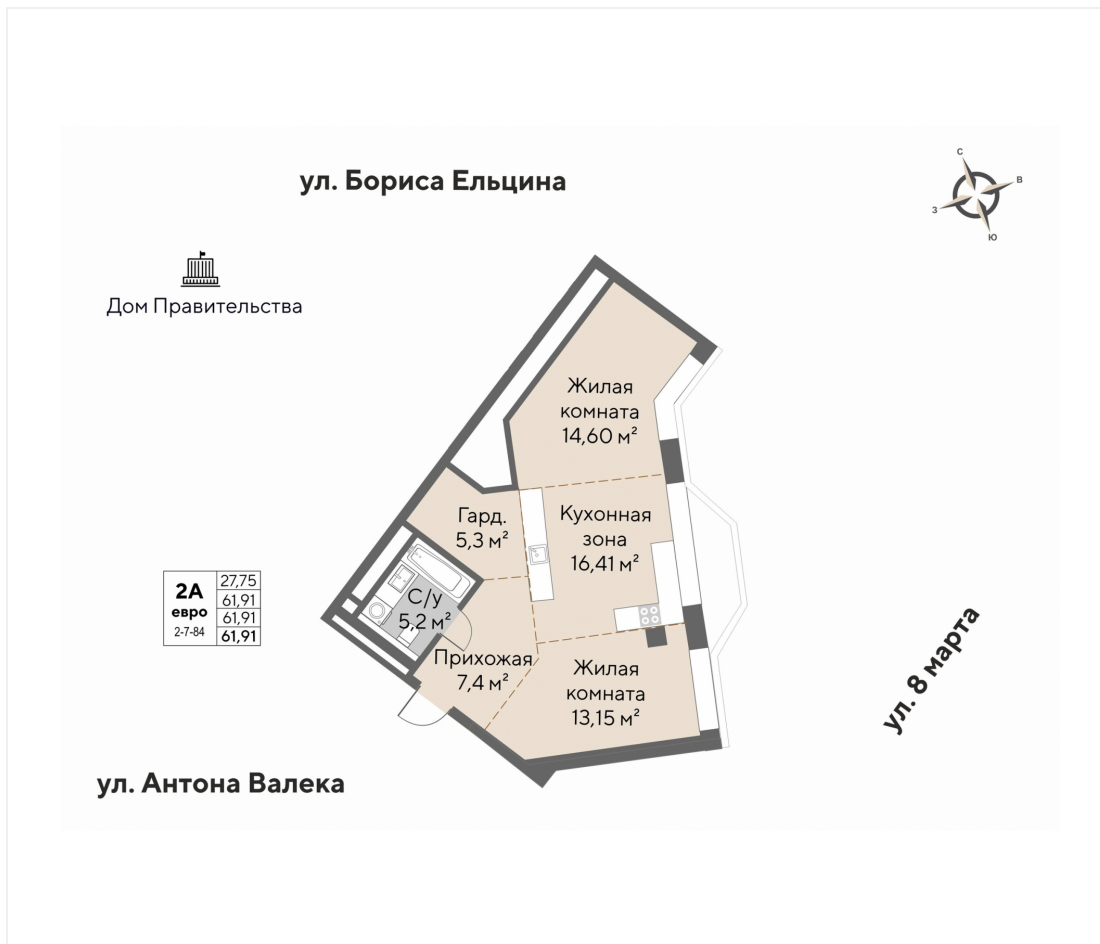 ул. Бориса Ельцина
С
В
З
Ю
Дом Правительства
Жилая
комната
14,60 м²
Гард.
5,3 м²
Кухонная
зона
16,41 м²
С/у
5,2 м²
2А
евро
2-7-84
27,75
61,91
61,91
61,91
Прихожая
7,4 м²
Жилая
комната
13,15 м²
ул. 8 марта
ул. Антона Валека